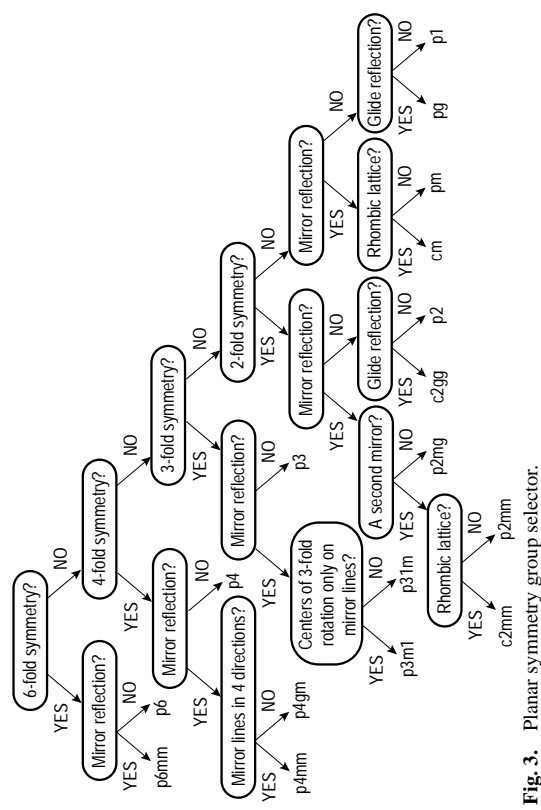 6-fold symmetry?
YES
NO
Mirror reflection?
YES
NO
p6mm
p6
4-fold symmetry?
YES
NO
Mirror reflection?
YES
NO
p4
Mirror lines in 4 directions?
YES
NO
p4mm
p4gm
3-fold symmetry?
YES
NO
Mirror reflection?
YES
NO
p3
Centers of 3-fold
rotation only on
mirror lines?
YES
NO
p3m1
p31m
2-fold symmetry?
YES
NO
Mirror reflection?
YES
NO
A second mirror?
YES
NO
p2mg
Rhombic lattice?
YES
NO
c2mm
p2mm
Glide reflection?
YES
NO
c2gg
p2
Mirror reflection?
YES
NO
Rhombic lattice?
YES
NO
cm
pm
Glide reflection?
YES
NO
pg
p1
Fig. 3. Planar symmetry group selector.